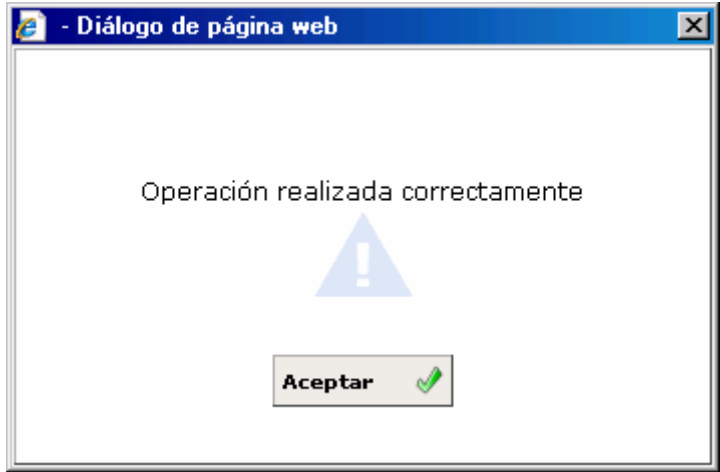 - Diálogo de página web
Operación realizada correctamente
Aceptar